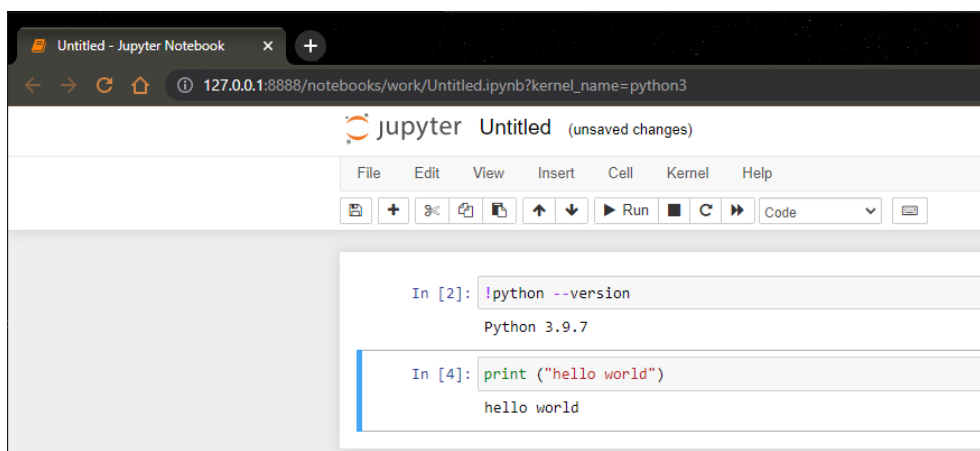 Untitled - Jupyter Notebook
127.0.0.1:8888/notebooks/work/Untitled.ipynb?kernel_name=python3
jupyter Untitled (unsaved changes)
File Edit View Insert Cell Kernel Help
Run Code
In [2]: !python --version
Python 3.9.7
In [4]: print ("hello world")
hello world